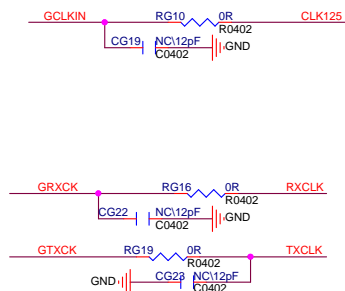 GCLKIN RG10 0R CLK125
R0402
CG19 NC\12pF GND
C0402
GRXCK RG16 0R RXCLK
R0402
CG22 NC\12pF GND
C0402
GTXCK RG19 0R TXCLK
R0402
GND CG23 NC\12pF
C0402